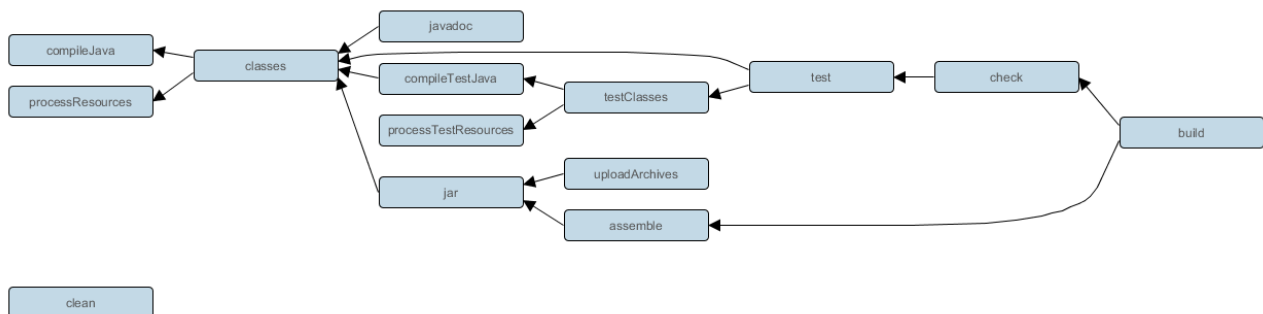 javadoc
compileJava
classes
compileTestJava
test
check
processResources
testClasses
processTestResources
build
uploadArchives
jar
assemble
clean